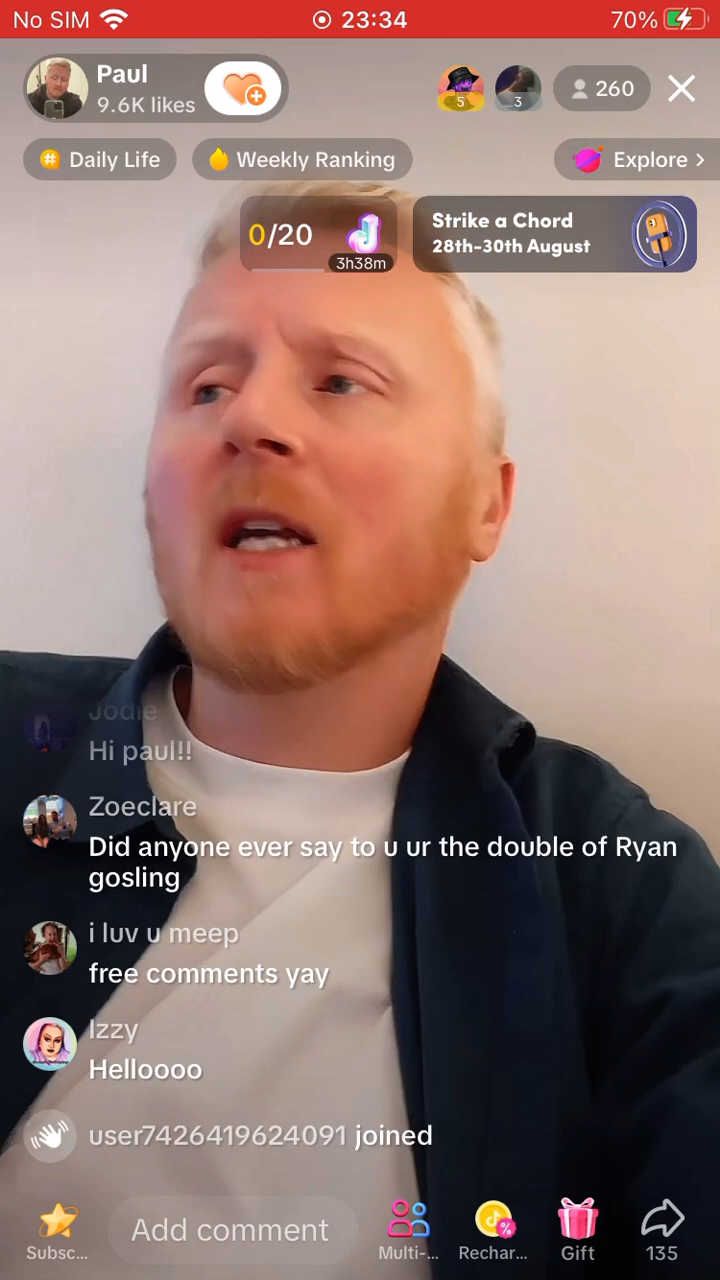 No SIM 23:34 70%
Paul
9.6K likes
5
3
260
Daily Life
Weekly Ranking
Explore >
0/20
3h38m
Strike a Chord
28th-30th August
Jodie
Hi paul!!
Zoeclare
Did anyone ever say to u ur the double of Ryan
gosling
i luv u meep
free comments yay
Izzy
Helloooo
user7426419624091 joined
Add comment
Subsc...
Multi-...
Rechar...
Gift
135